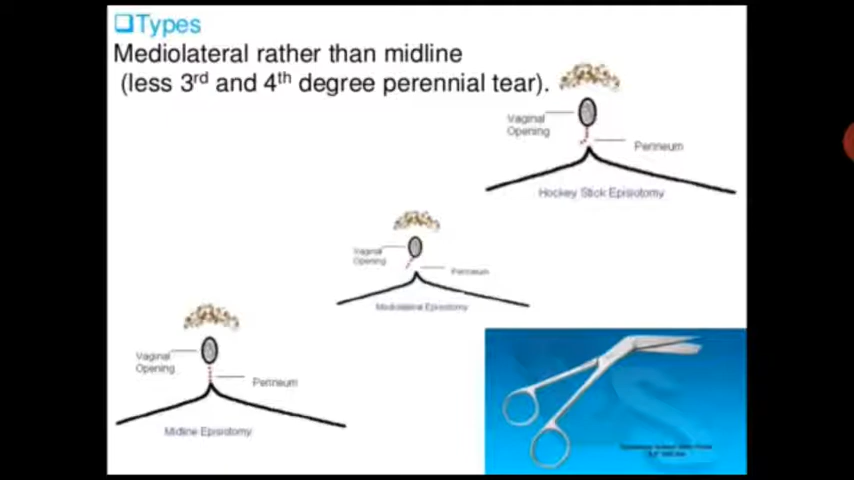 ❑Types
Mediolateral rather than midline
(less 3rd and 4th degree perennial tear).
Vaginal
Opening
Perineum
Hockey Stick Episiotomy
Vaginal
Opening
Perineum
Mediolateral Episiotomy
Vaginal
Opening
Perineum
Midline Episiotomy